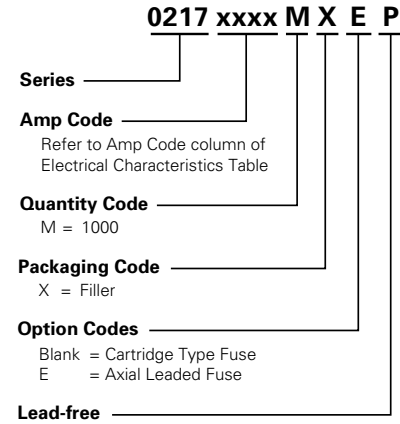 0217 xxxx M X E P
Series
Amp Code
Refer to Amp Code column of
Electrical Characteristics Table
Quantity Code
M = 1000
Packaging Code
X = Filler
Option Codes
Blank = Cartridge Type Fuse
E = Axial Leaded Fuse
Lead-free